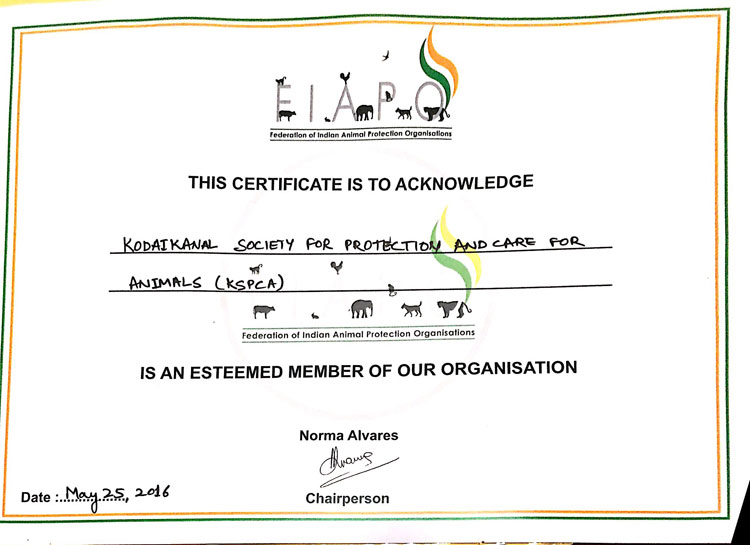 FIAPO
Federation of Indian Animal Protection Organisations
THIS CERTIFICATE IS TO ACKNOWLEDGE
KODAIKANAL SOCIETY FOR PROTECTION AND CARE FOR
ANIMALS (KSPCA)
Federation of Indian Animal Protection Organisations
IS AN ESTEEMED MEMBER OF OUR ORGANISATION
Norma Alvares
Alvares
Chairperson
Date :..May 25, 2016